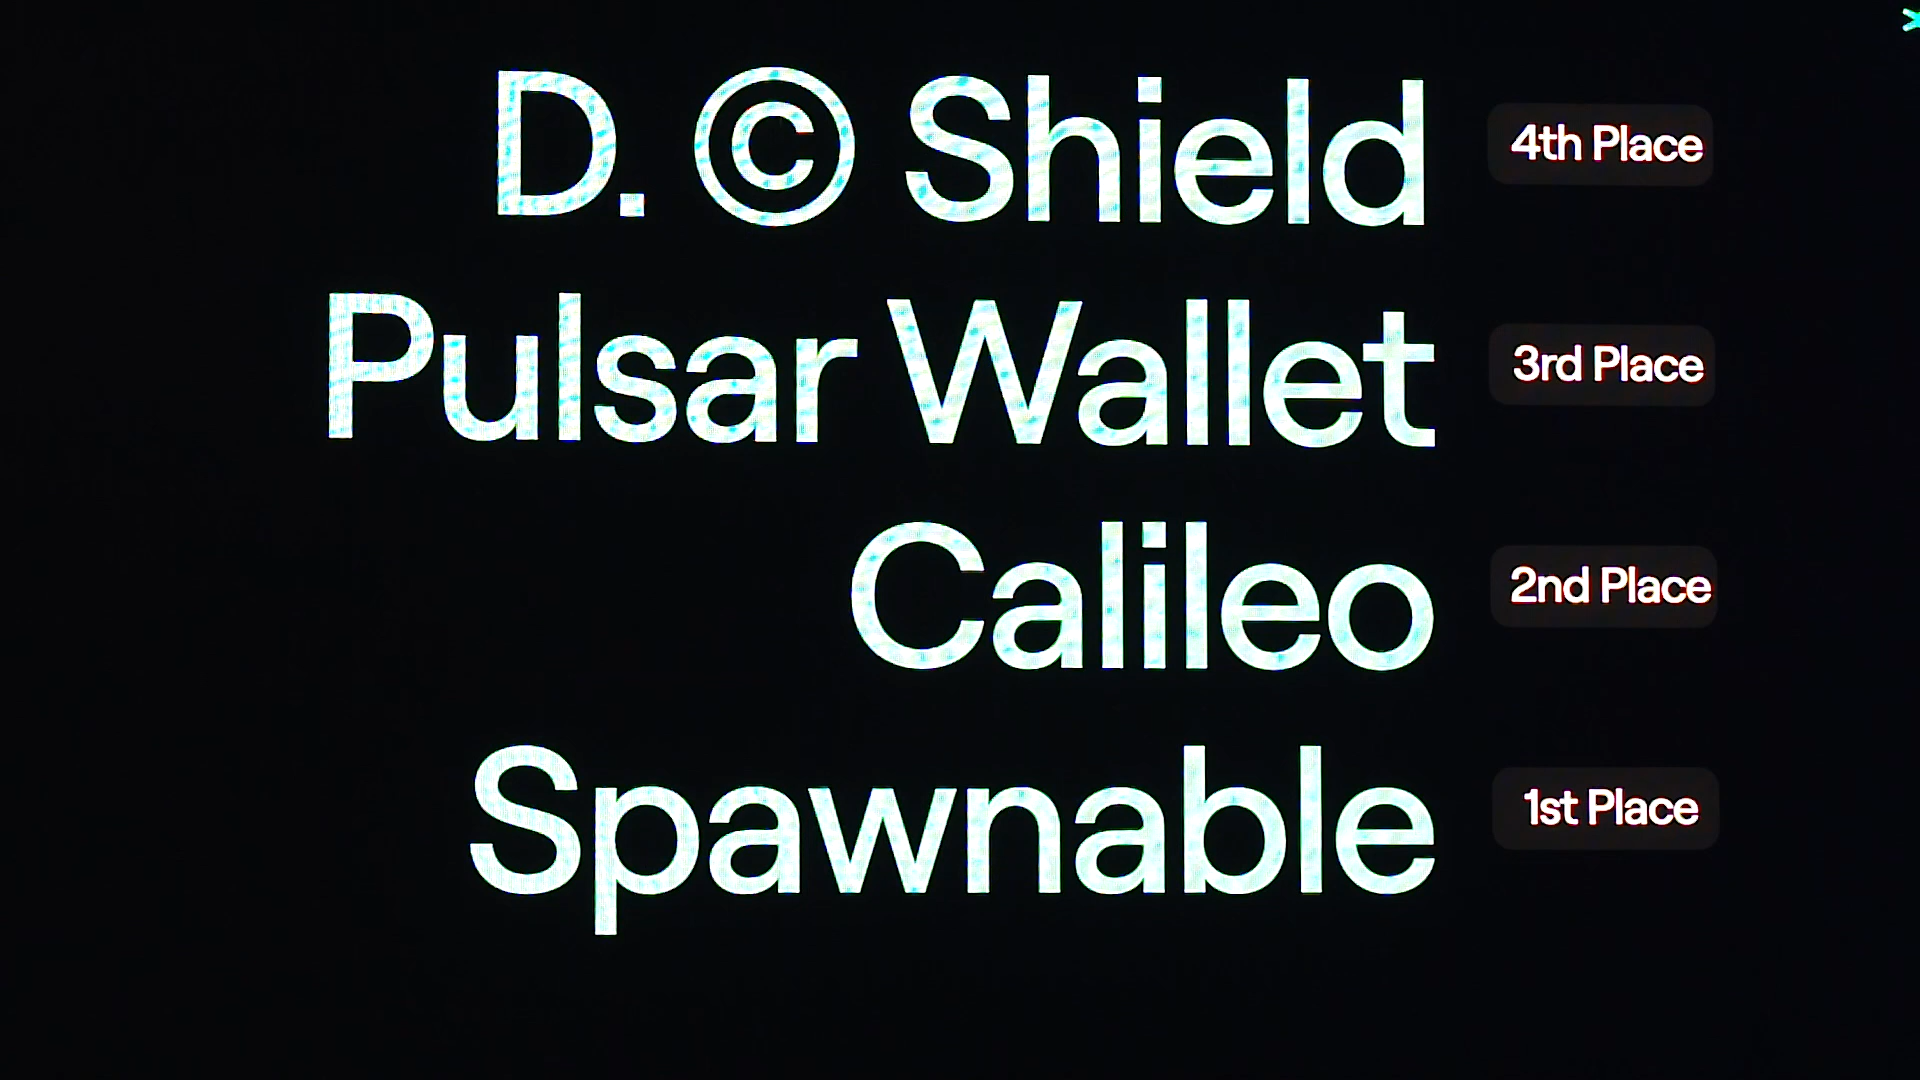 D. © Shield 4th Place
Pulsar Wallet 3rd Place
Calileo 2nd Place
Spawnable 1st Place